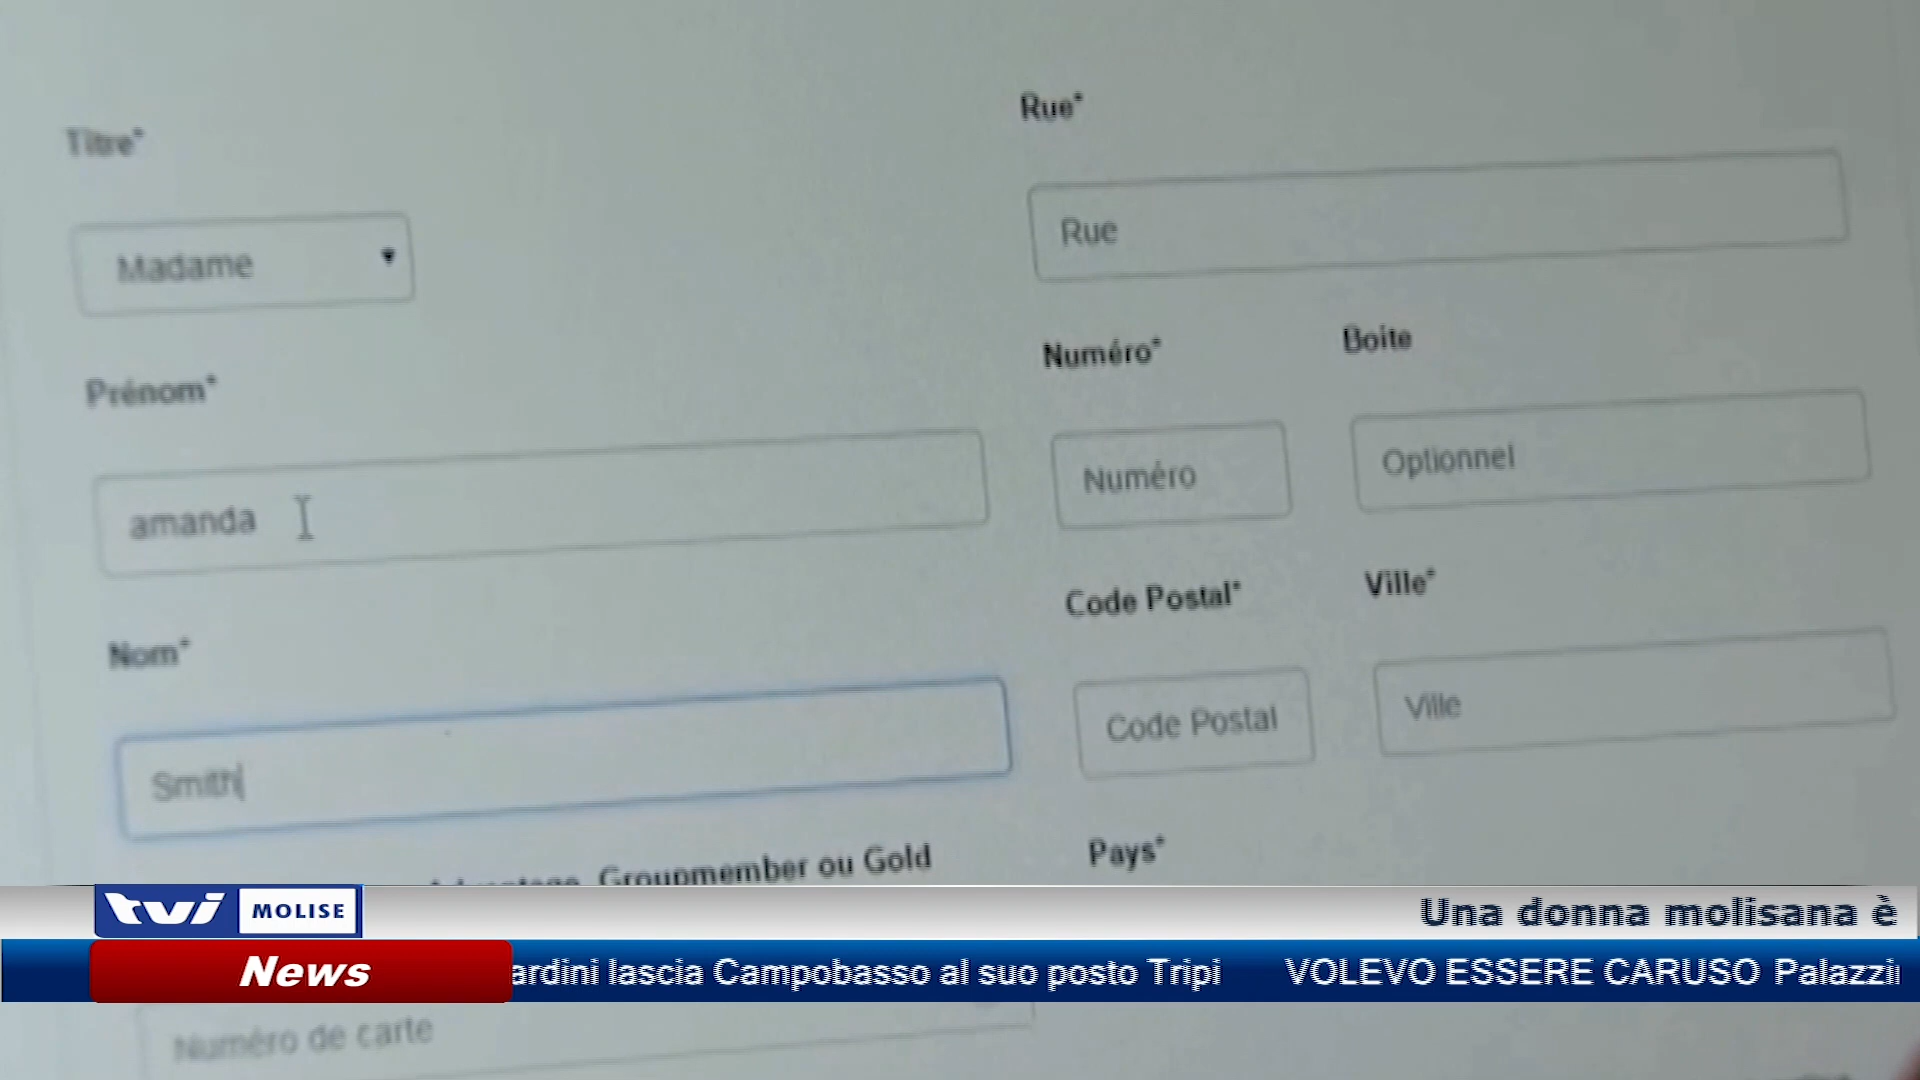 Titre*
Madame
Prénom*
amanda
Nom*
Smith
Groupmember ou Gold
Numéro de carte
Rue*
Rue
Numéro*
Boite
Numéro
Optionnel
Code Postal*
Ville*
Code Postal
Ville
Pays*
tvi MOLISE
Una donna molisana è
News
ardini lascia Campobasso al suo posto Tripi VOLEVO ESSERE CARUSO Palazzi